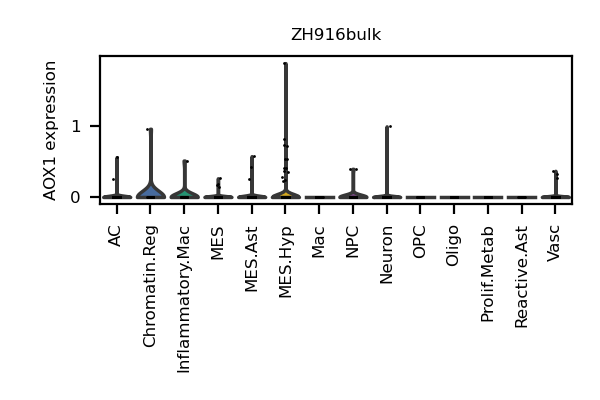 ZH916bulk
AOX1 expression
1
0
AC
Chromatin.Reg
Inflammatory.Mac
MES
MES.Ast
MES.Hyp
Mac
NPC
Neuron
OPC
Oligo
Prolif.Metab
Reactive.Ast
Vasc